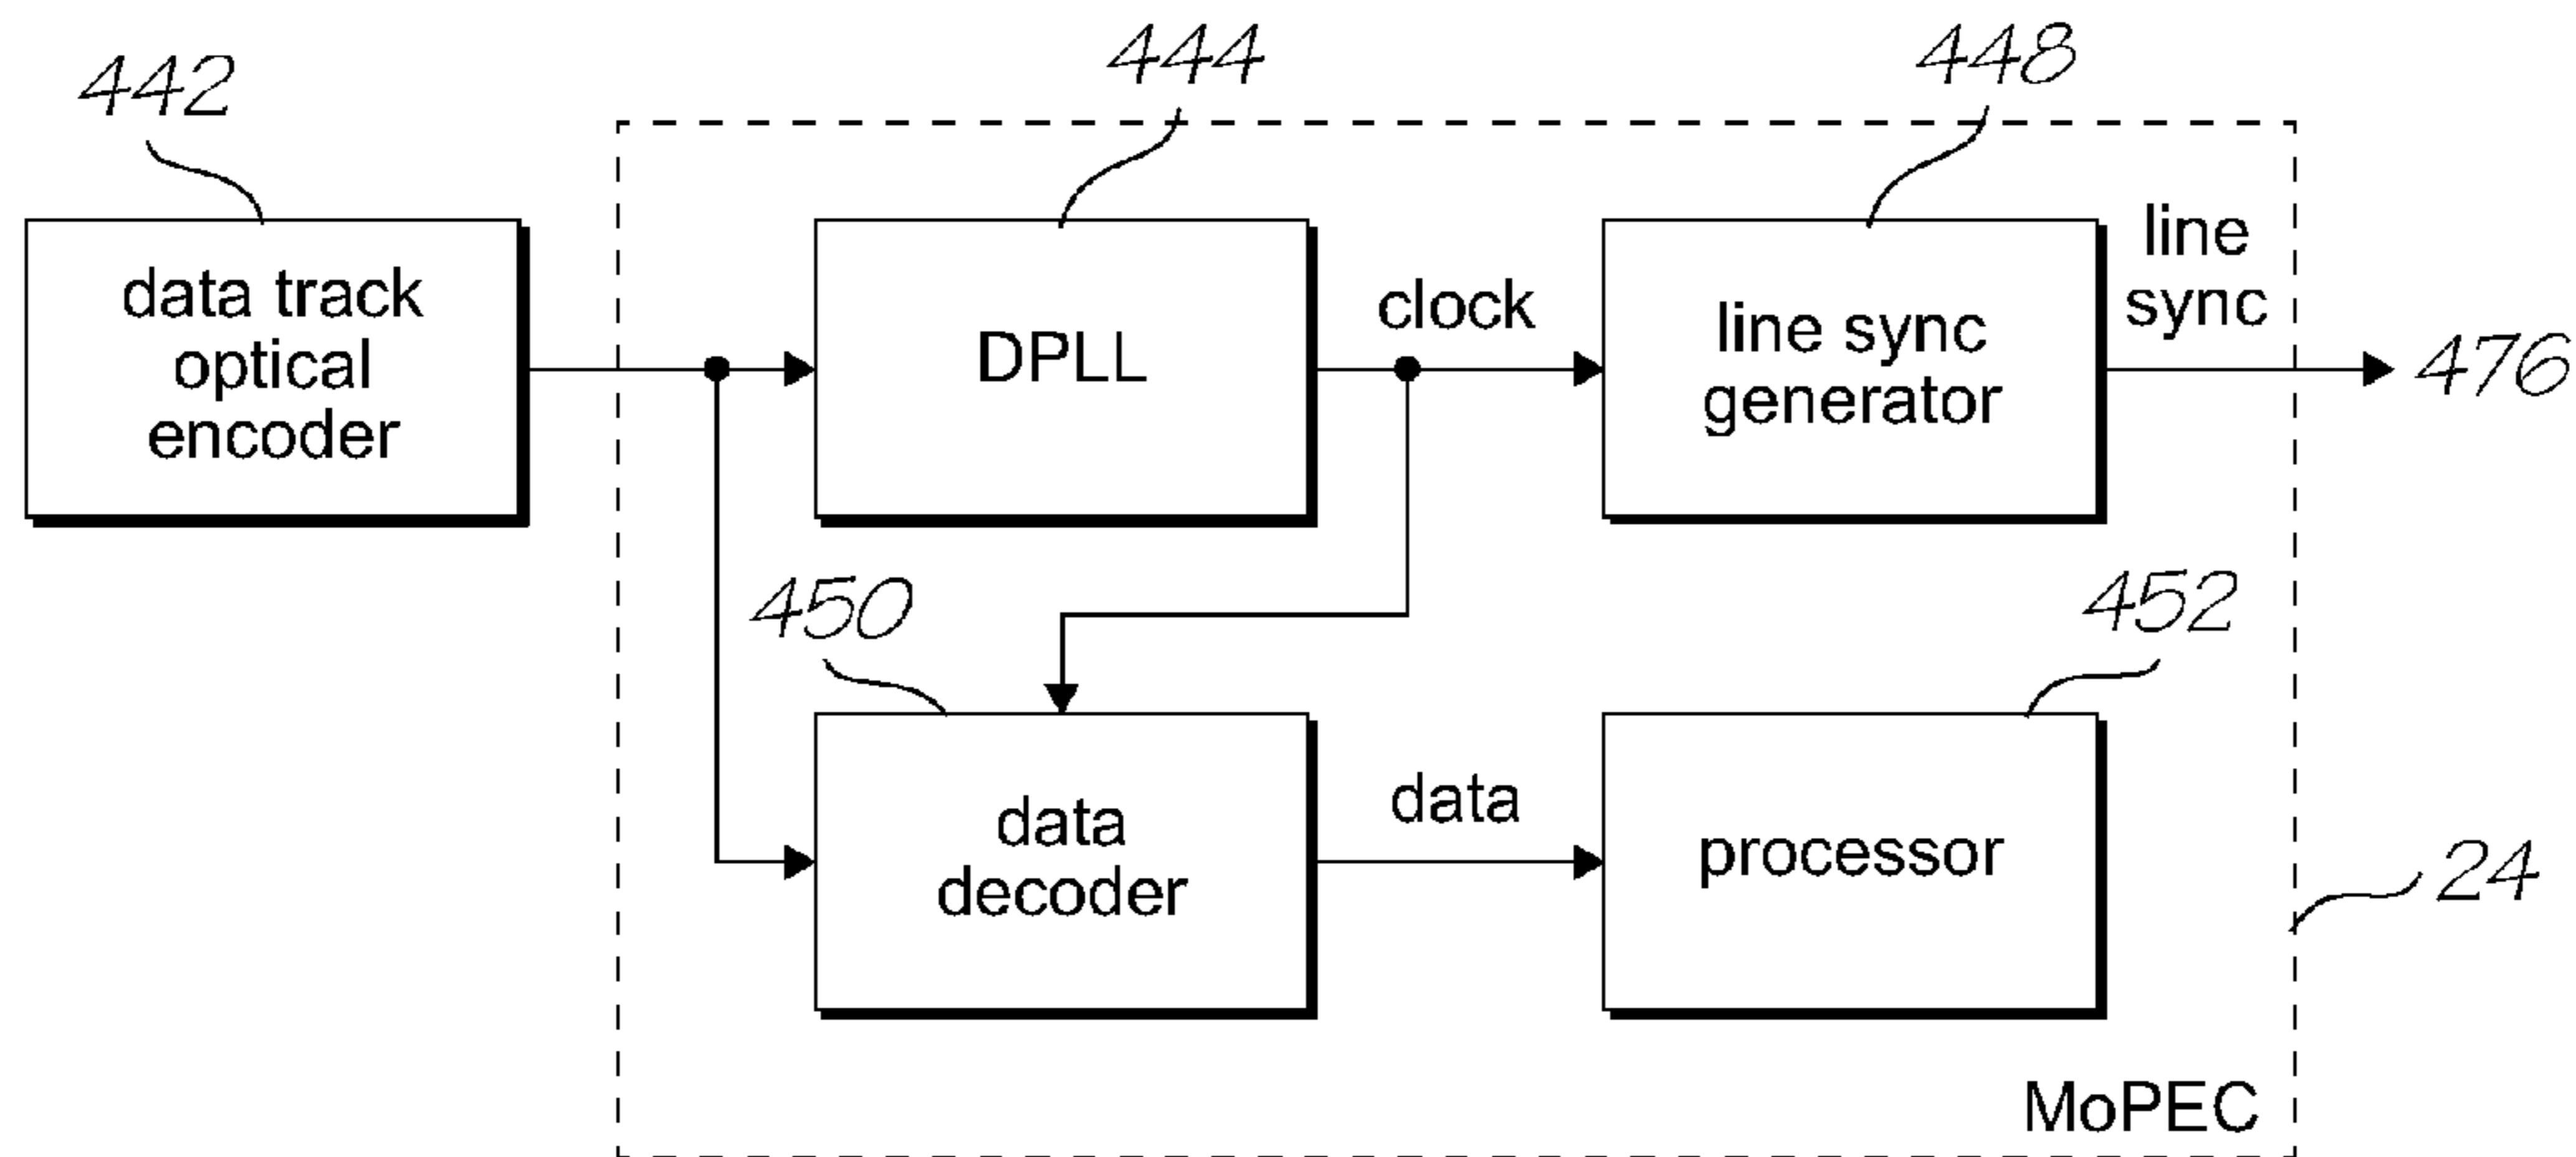 442
444
448
data track
optical
encoder
DPLL
clock
line sync
generator
line
sync
476
450
452
data
decoder
data
processor
24
MoPEC